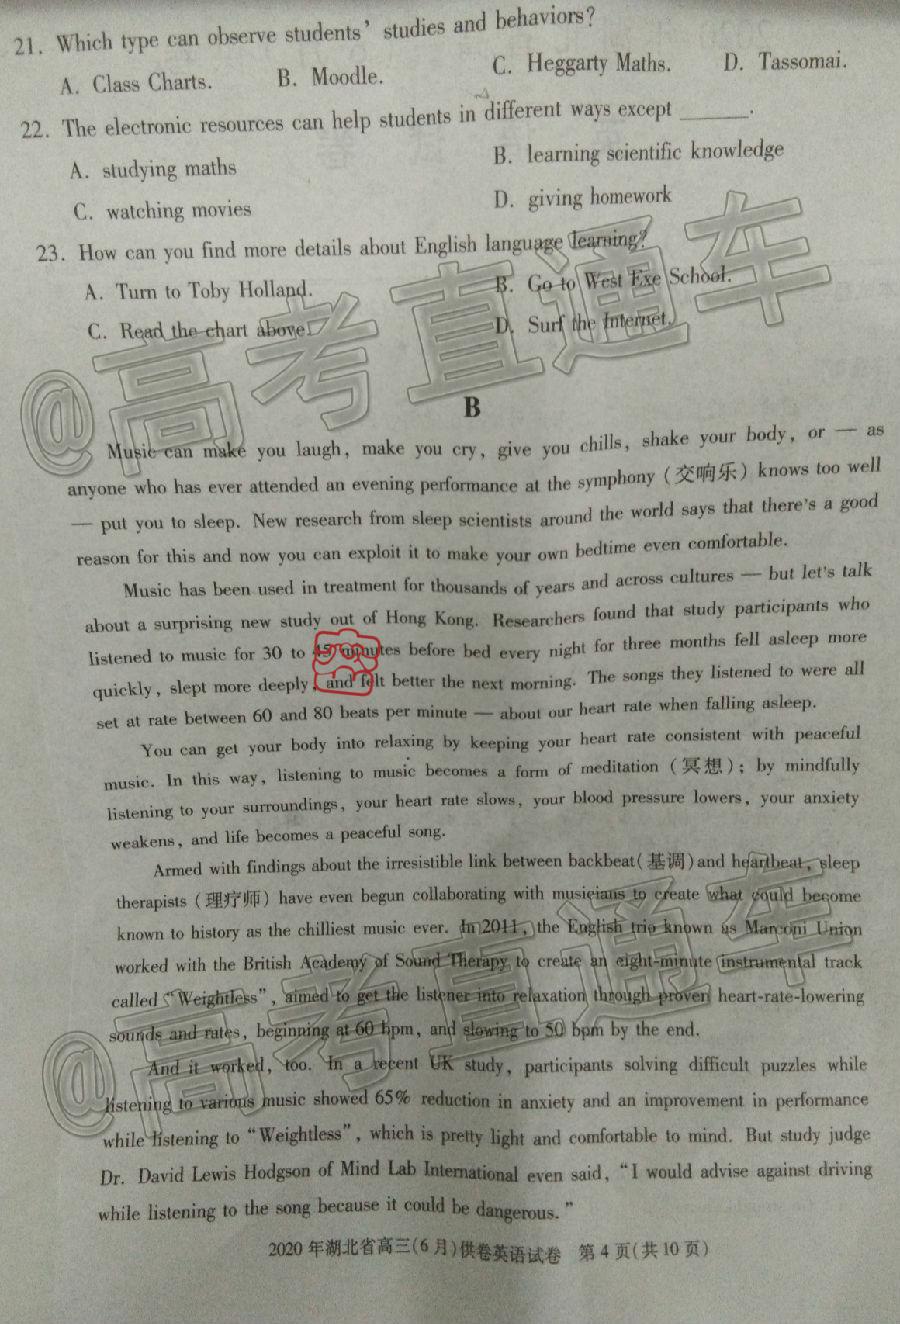 21. Which type can observe students' studies and behaviors?
A. Class Charts. B. Moodle. C. Heggarty Maths. D. Tassomai.
22. The electronic resources can help students in different ways except ______.
A. studying maths B. learning scientific knowledge
C. watching movies D. giving homework
23. How can you find more details about English language learning?
A. Turn to Toby Holland. B. Go to West Exe School.
C. Read the chart above. D. Surf the Internet.
@高考直通车
B
Music can make you laugh, make you cry, give you chills, shake your body, or — as
anyone who has ever attended an evening performance at the symphony (交响乐) knows too well
— put you to sleep. New research from sleep scientists around the world says that there's a good
reason for this and now you can exploit it to make your own bedtime even comfortable.
Music has been used in treatment for thousands of years and across cultures — but let's talk
about a surprising new study out of Hong Kong. Researchers found that study participants who
listened to music for 30 to 45 minutes before bed every night for three months fell asleep more
quickly, slept more deeply, and felt better the next morning. The songs they listened to were all
set at rate between 60 and 80 beats per minute — about our heart rate when falling asleep.
You can get your body into relaxing by keeping your heart rate consistent with peaceful
music. In this way, listening to music becomes a form of meditation (冥想); by mindfully
listening to your surroundings, your heart rate slows, your blood pressure lowers, your anxiety
weakens, and life becomes a peaceful song.
Armed with findings about the irresistible link between backbeat(基调)and heartbeat, sleep
therapists (理疗师) have even begun collaborating with musicians to create what could become
known to history as the chilliest music ever. In 2011, the English trio known as Marconi Union
worked with the British Academy of Sound Therapy to create an eight-minute instrumental track
called "Weightless", aimed to get the listener into relaxation through proven heart-rate-lowering
sounds and rates, beginning at 60 bpm, and slowing to 50 bpm by the end.
@高考直通车
And it worked, too. In a recent UK study, participants solving difficult puzzles while
listening to various music showed 65% reduction in anxiety and an improvement in performance
while listening to "Weightless", which is pretty light and comfortable to mind. But study judge
Dr. David Lewis Hodgson of Mind Lab International even said, "I would advise against driving
while listening to the song because it could be dangerous."
2020年湖北省高三(6月)供卷英语试卷 第4页(共10页)